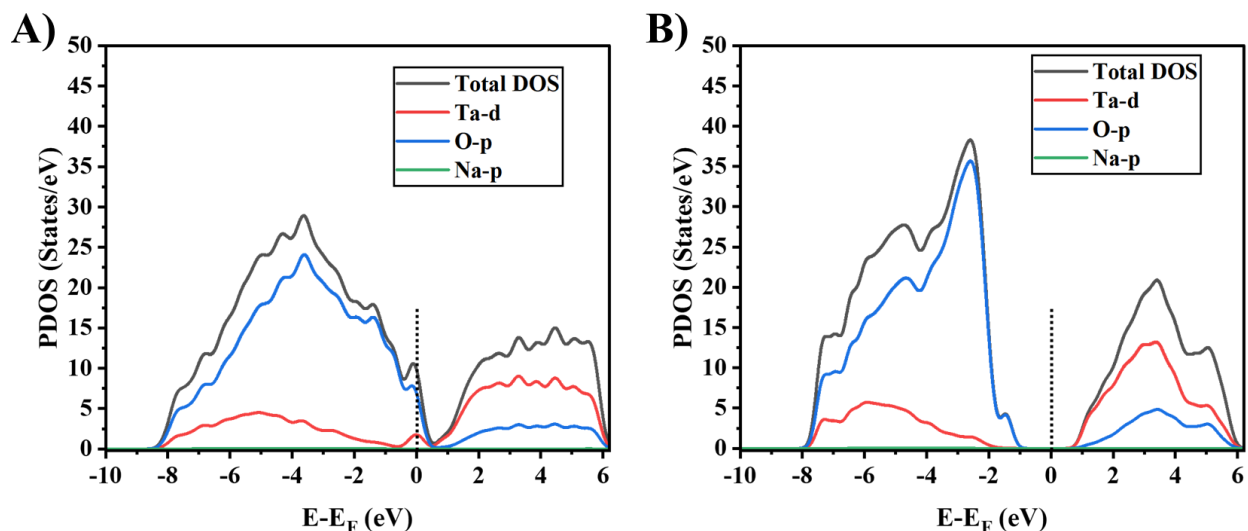 A)
50
45
40
35
30
25
20
15
10
5
0
PDOS (States/eV)
Total DOS
Ta-d
O-p
Na-p
-10 -8 -6 -4 -2 0 2 4 6
E-E_F (eV)
B)
50
45
40
35
30
25
20
15
10
5
0
PDOS (States/eV)
Total DOS
Ta-d
O-p
Na-p
-10 -8 -6 -4 -2 0 2 4 6
E-E_F (eV)